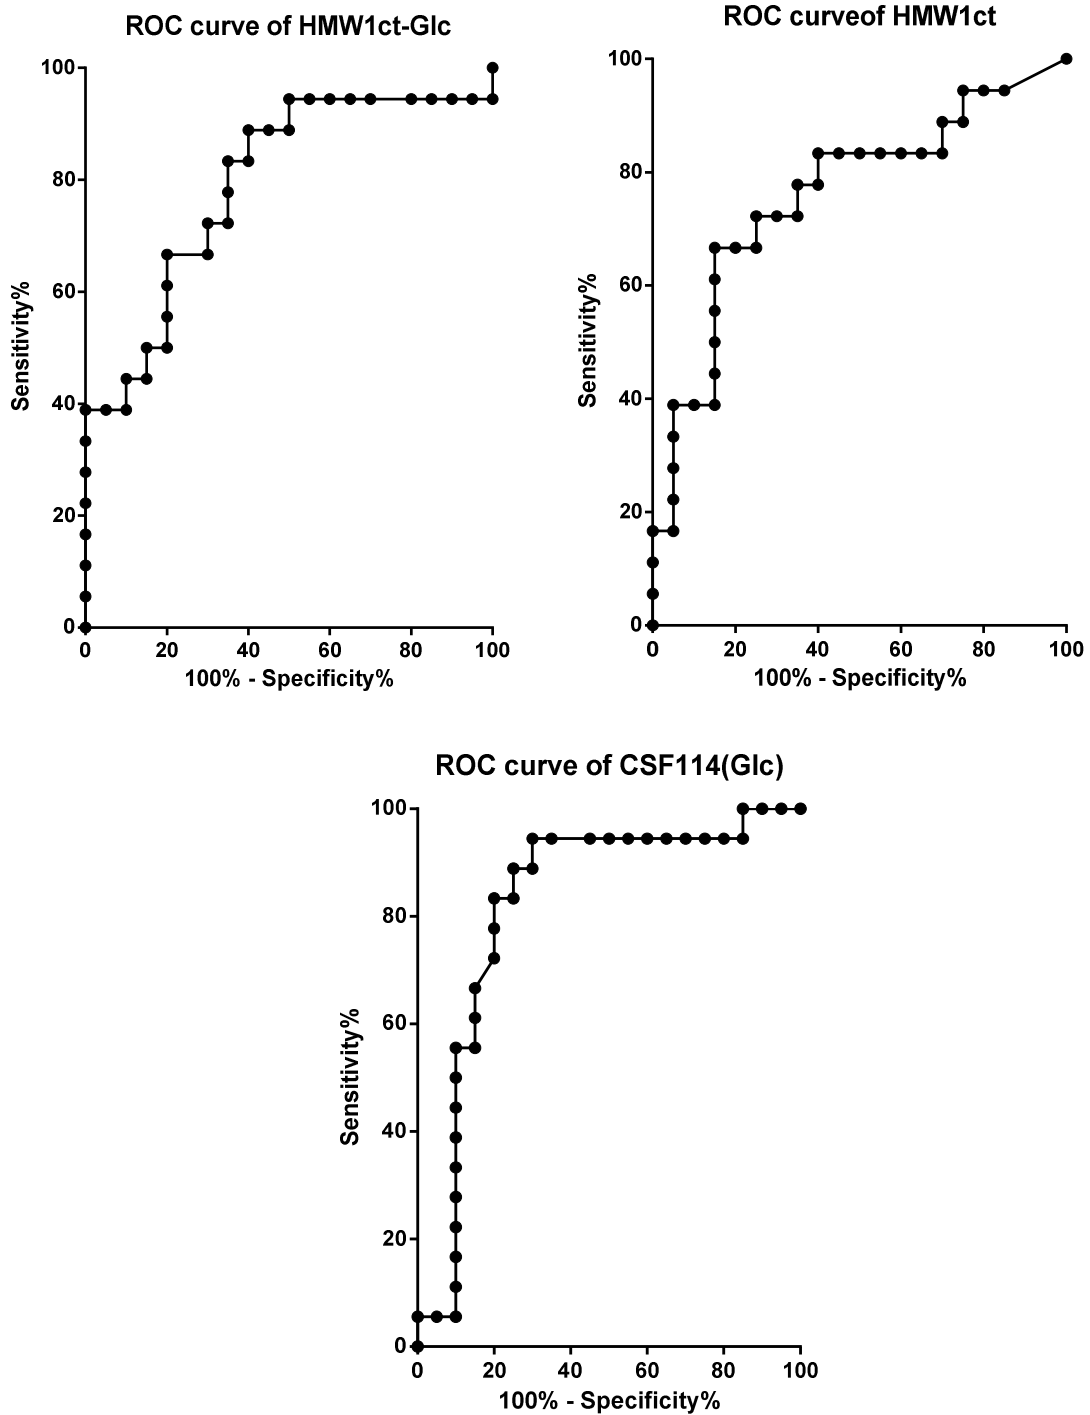 ROC curve of HMW1ct-Glc
100
80
60
40
20
0
Sensitivity%
0 20 40 60 80 100
100% - Specificity%
ROC curveof HMW1ct
100
80
60
40
20
0
Sensitivity%
0 20 40 60 80 100
100% - Specificity%
ROC curve of CSF114(Glc)
100
80
60
40
20
0
Sensitivity%
0 20 40 60 80 100
100% - Specificity%